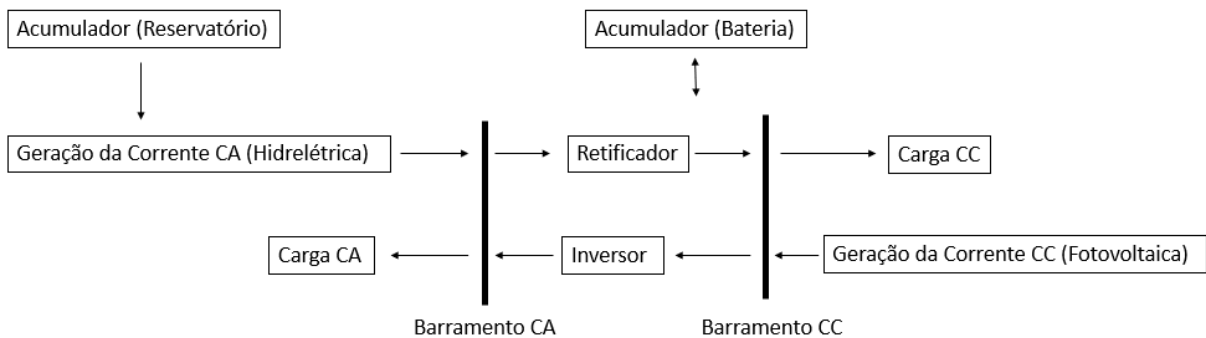 Acumulador (Reservatório)
Acumulador (Bateria)
Geração da Corrente CA (Hidrelétrica)
Retificador
Carga CC
Carga CA
Inversor
Geração da Corrente CC (Fotovoltaica)
Barramento CA
Barramento CC